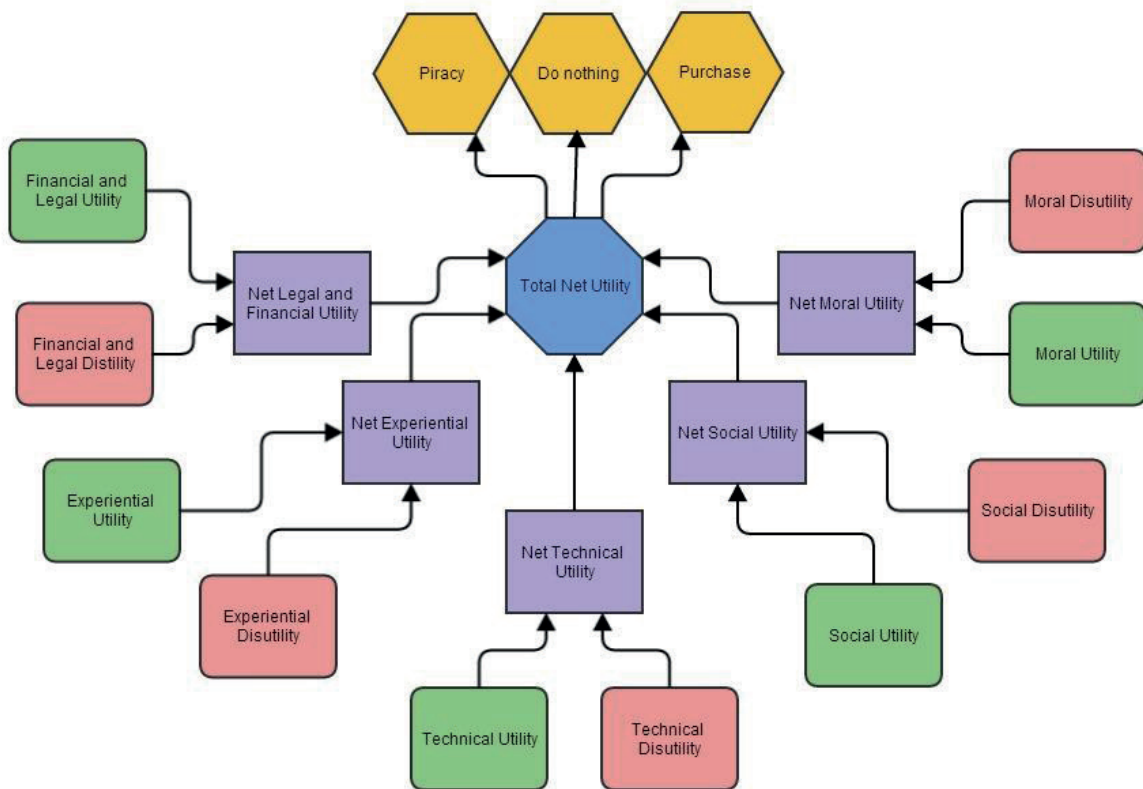 Piracy
Do nothing
Purchase
Financial and
Legal Utility
Moral Disutility
Net Legal and
Financial Utility
Total Net Utility
Net Moral Utility
Financial and
Legal Distility
Moral Utility
Net Experiential
Utility
Net Social Utility
Experiential
Utility
Social Disutility
Net Technical
Utility
Experiential
Disutility
Social Utility
Technical Utility
Technical
Disutility